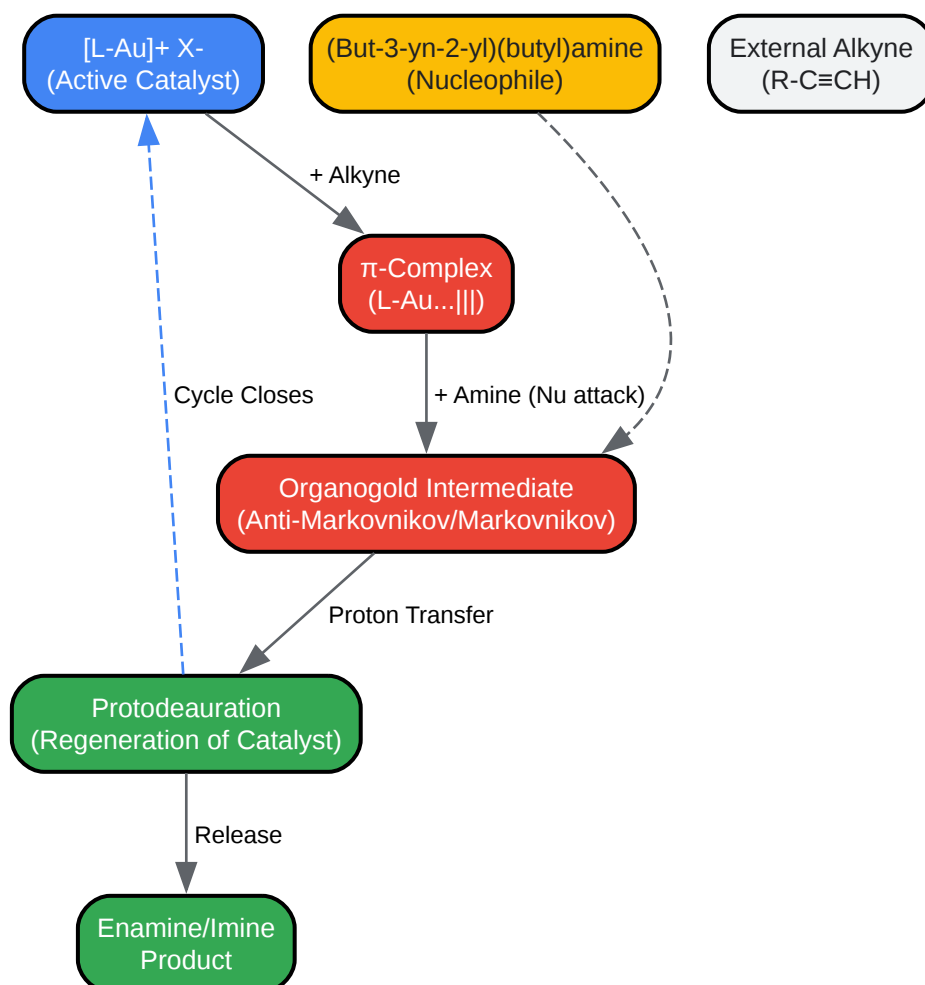 [L-Au]+ X-
(Active Catalyst)
(But-3-yn-2-yl)(butyl)amine
(Nucleophile)
External Alkyne
(R-C≡CH)
+ Alkyne
π-Complex
(L-Au...|||)
Cycle Closes
+ Amine (Nu attack)
Organogold Intermediate
(Anti-Markovnikov/Markovnikov)
Proton Transfer
Protodeauration
(Regeneration of Catalyst)
Release
Enamine/Imine
Product